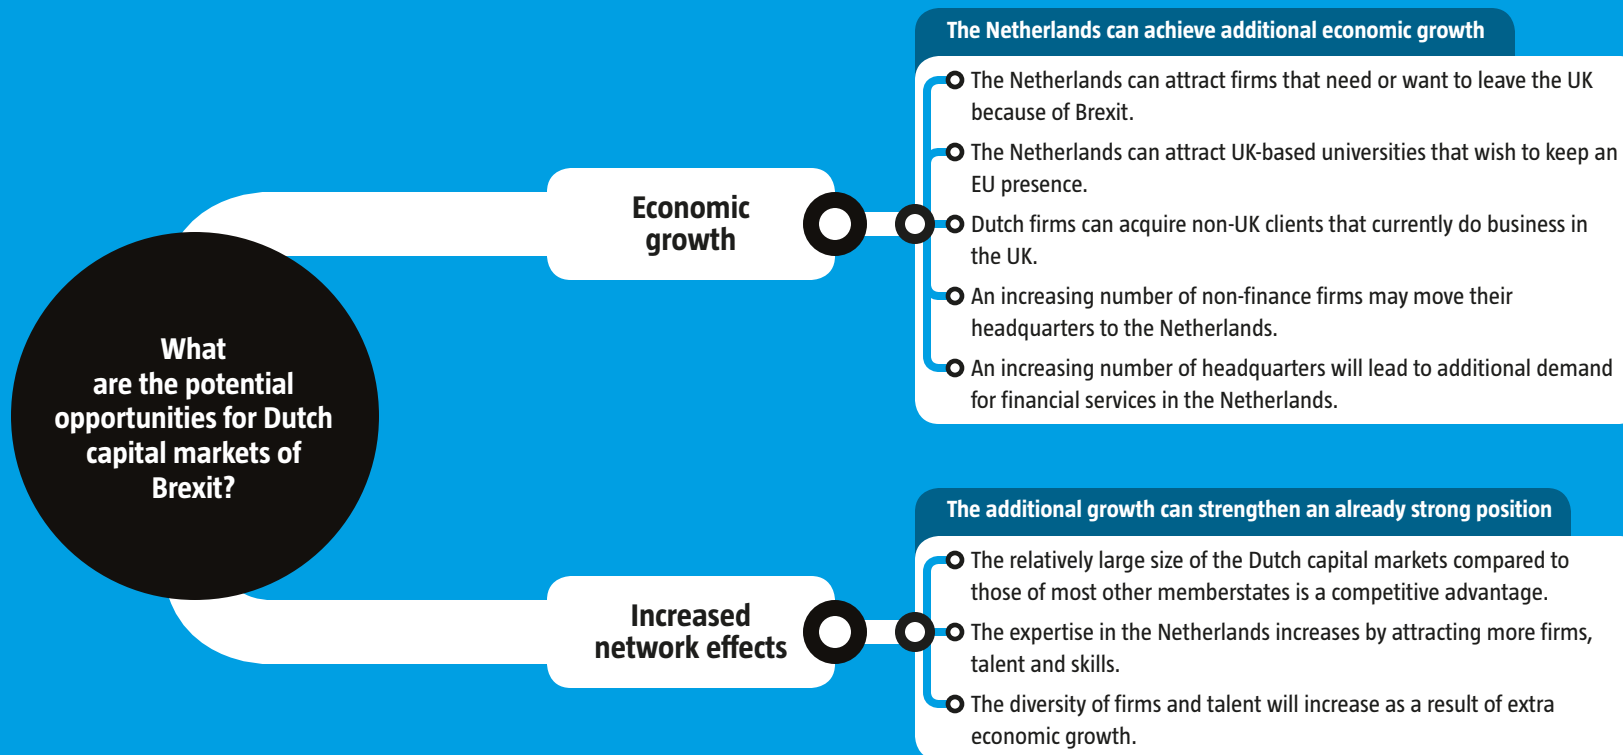 What
are the potential
opportunities for Dutch
capital markets of
Brexit?
Economic
growth
The Netherlands can achieve additional economic growth
The Netherlands can attract firms that need or want to leave the UK
because of Brexit.
The Netherlands can attract UK-based universities that wish to keep an
EU presence.
Dutch firms can acquire non-UK clients that currently do business in
the UK.
An increasing number of non-finance firms may move their
headquarters to the Netherlands.
An increasing number of headquarters will lead to additional demand
for financial services in the Netherlands.
Increased
network effects
The additional growth can strengthen an already strong position
The relatively large size of the Dutch capital markets compared to
those of most other memberstates is a competitive advantage.
The expertise in the Netherlands increases by attracting more firms,
talent and skills.
The diversity of firms and talent will increase as a result of extra
economic growth.